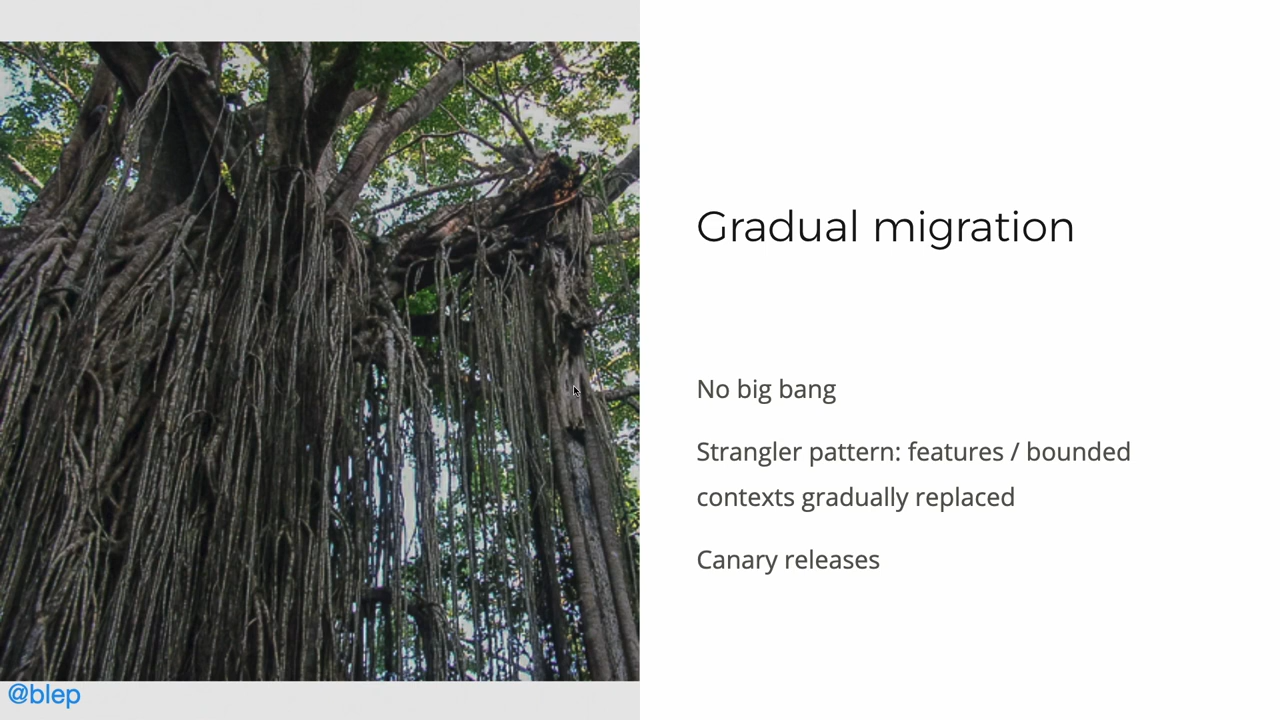 Gradual migration
No big bang
Strangler pattern: features / bounded
contexts gradually replaced
Canary releases
@blep